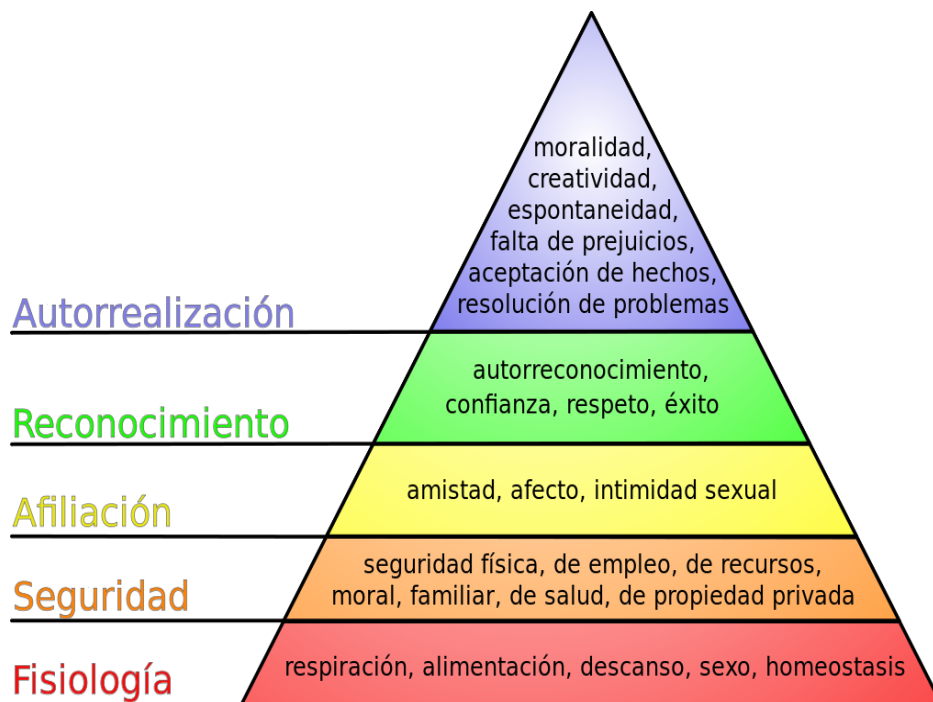 moralidad,
creatividad,
espontaneidad,
falta de prejuicios,
aceptación de hechos,
resolución de problemas
Autorrealización
autorreconocimiento,
confianza, respeto, éxito
Reconocimiento
amistad, afecto, intimidad sexual
Afiliación
seguridad física, de empleo, de recursos,
moral, familiar, de salud, de propiedad privada
Seguridad
respiración, alimentación, descanso, sexo, homeostasis
Fisiología